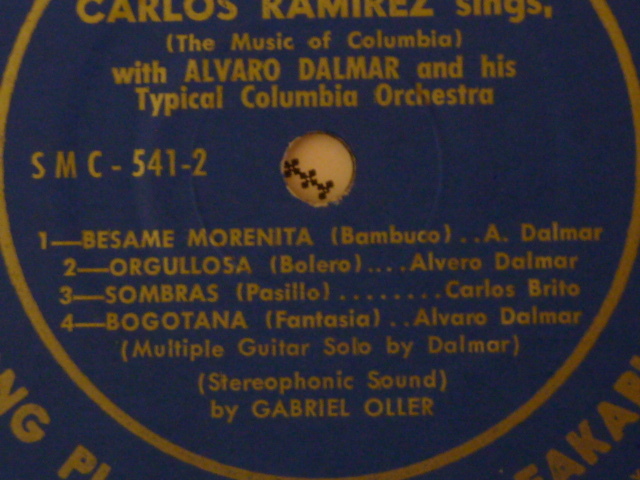 CARLOS RAMIREZ sings,
(The Music of Columbia)
with ALVARO DALMAR and his
Typical Columbia Orchestra
SMC-541-2
1—BESAME MORENITA (Bambuco)..A. Dalmar
2—ORGULLOSA (Bolero)....Alvero Dalmar
3—SOMBRAS (Pasillo)........Carlos Brito
4—BOGOTANA (Fantasia)..Alvaro Dalmar
(Multiple Guitar Solo by Dalmar)
(Stereophonic Sound)
by GABRIEL OLLER